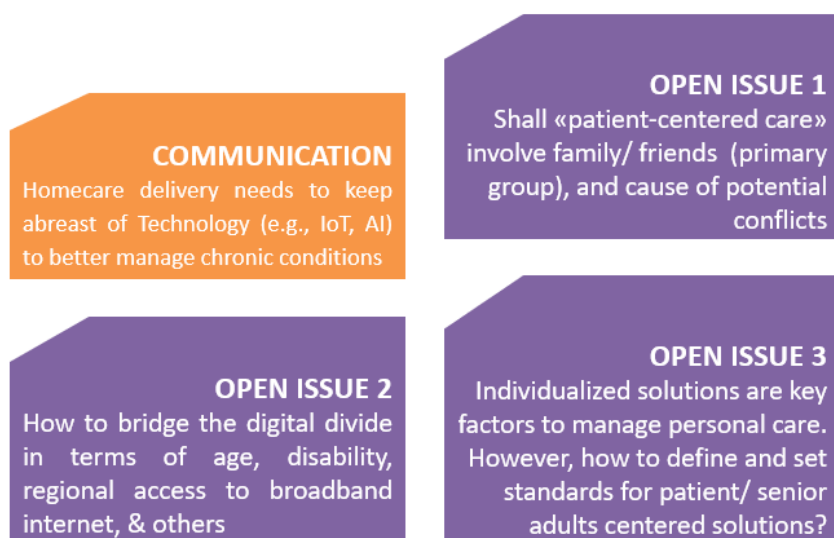 COMMUNICATION
Homecare delivery needs to keep
abreast of Technology (e.g., IoT, AI)
to better manage chronic conditions
OPEN ISSUE 1
Shall «patient-centered care»
involve family/ friends (primary
group), and cause of potential
conflicts
OPEN ISSUE 2
How to bridge the digital divide
in terms of age, disability,
regional access to broadband
internet, & others
OPEN ISSUE 3
Individualized solutions are key
factors to manage personal care.
However, how to define and set
standards for patient/ senior
adults centered solutions?